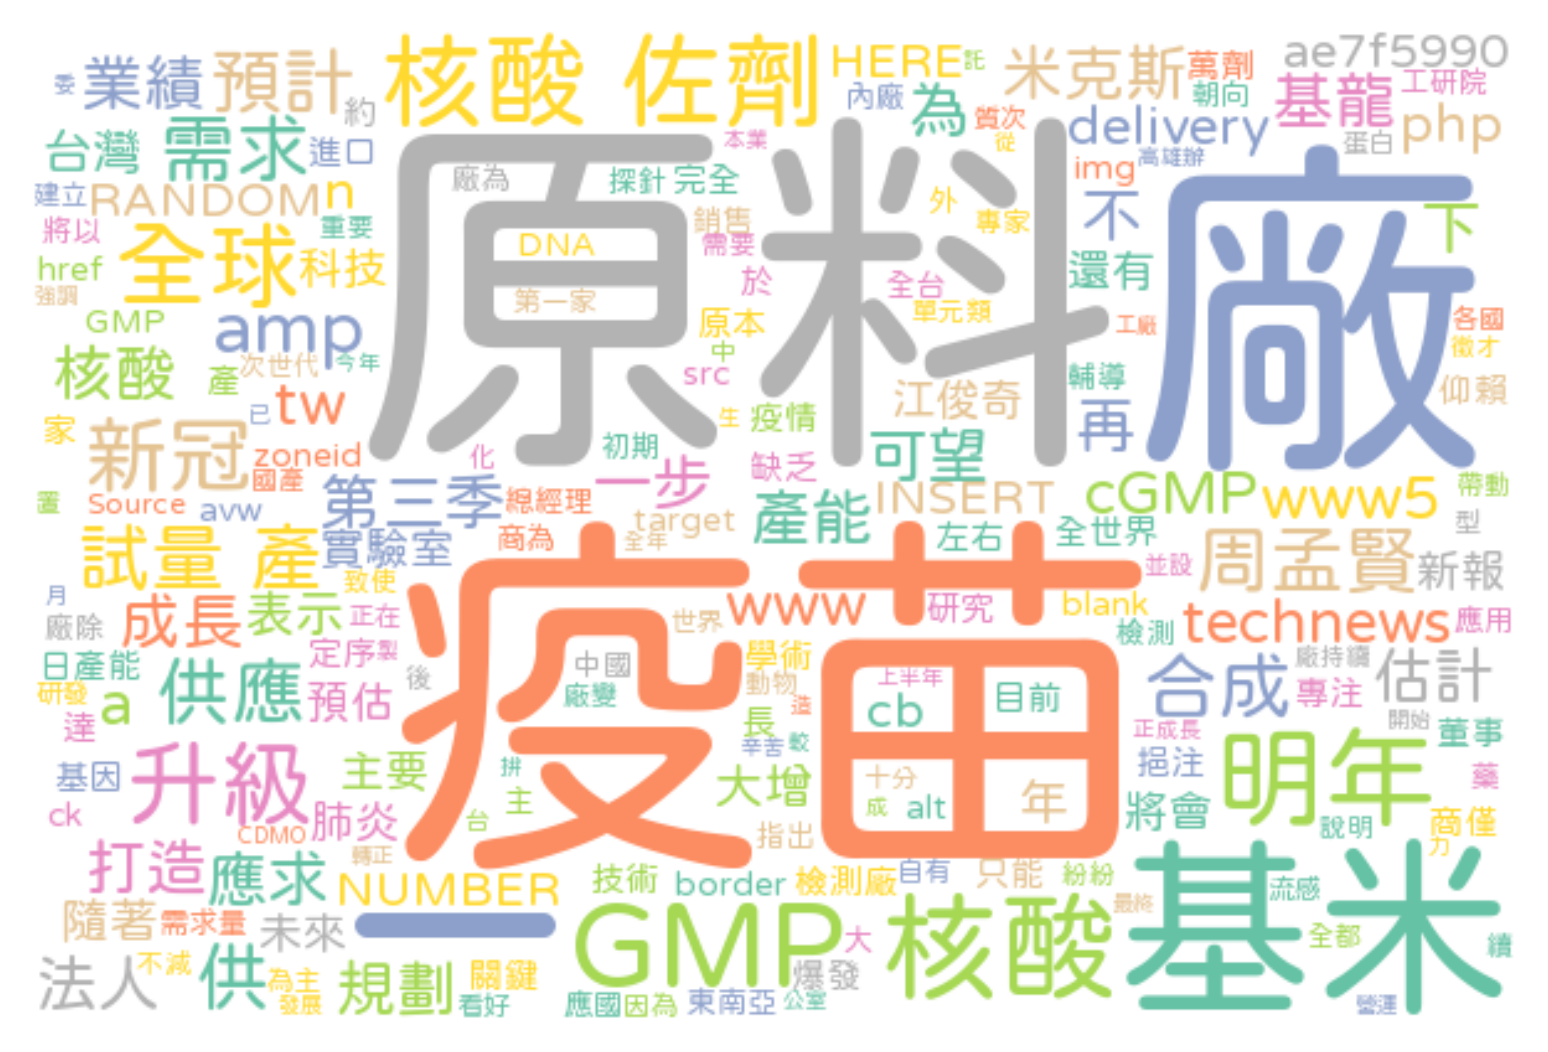 委 業績 預計 核酸 佐劑 HERE 託 米克斯 萬劑 ae7f5990
約 內廠 為 質次 朝向 基龍 工研院
台灣 需求 進口 本業 從 delivery 蛋白 php
建立 RANDOM n 廠為 探針 完全 img 高雄辦
將以 重要 原料 廠 銷售 外 專家 不 下
href 全球 科技 DNA 需要 還有
強調 第一家 於 全台 單元類
GMP amp 原本 中 工廠 各國
核酸 次世代 今年 產 src 輔導 徵才
家 已 tw 生 疫情 江俊奇 再 仰賴
新冠 zoneid 國產 化 初期 一步 缺乏 可望
置 Source avw 第三季 總經理 產能 INSERT cGMP www5 帶動
試量 產 實驗室 商為 target 全年 左右 全世界 周孟賢 型
月 致使 疫苗 並設 新報
廠除 成長 表示 正在 世界 www 研究 blank 檢測 technews 應用
日產能 定序 製 中國 學術 上半年 合成 廠持續 估計
研發 a 供應 預估 後 廠變 動物 造 cb 目前 專注
達 長 辛苦 較 正成長 開始 董事
基因 升級 主要 拼 大增 十分 年 挹注 明年 藥
ck CDMO 肺炎 台 主 指出 成 alt 將會 說明 商僅
打造 應求 轉正 力
NUMBER 技術 border 檢測廠 自有 只能 紛紛 基米 流感
隨著 需求量 未來 一 GMP 大 核酸 最終 全都 續
法人 不減 供 為主 規劃 關鍵 爆發
發展 看好 應國 因為 東南亞 公室 營運